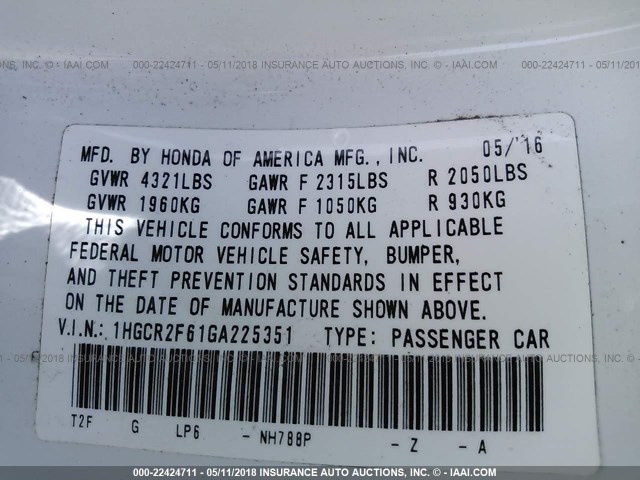 000-22424711 - 05/11/2018 INSURANCE AUTO AUCTIONS, INC. - IAAI.COM
MFD. BY HONDA OF AMERICA MFG., INC. 05/'16
GVWR 4321LBS GAWR F 2315LBS R 2050LBS
GVWR 1960KG GAWR F 1050KG R 930KG
THIS VEHICLE CONFORMS TO ALL APPLICABLE
FEDERAL MOTOR VEHICLE SAFETY, BUMPER,
AND THEFT PREVENTION STANDARDS IN EFFECT
ON THE DATE OF MANUFACTURE SHOWN ABOVE.
V.I.N.: 1HGCR2F61GA225351 TYPE: PASSENGER CAR
T2F G LP6 - NH788P - Z - A
000-22424711 - 05/11/2018 INSURANCE AUTO AUCTIONS, INC. - IAAI.COM